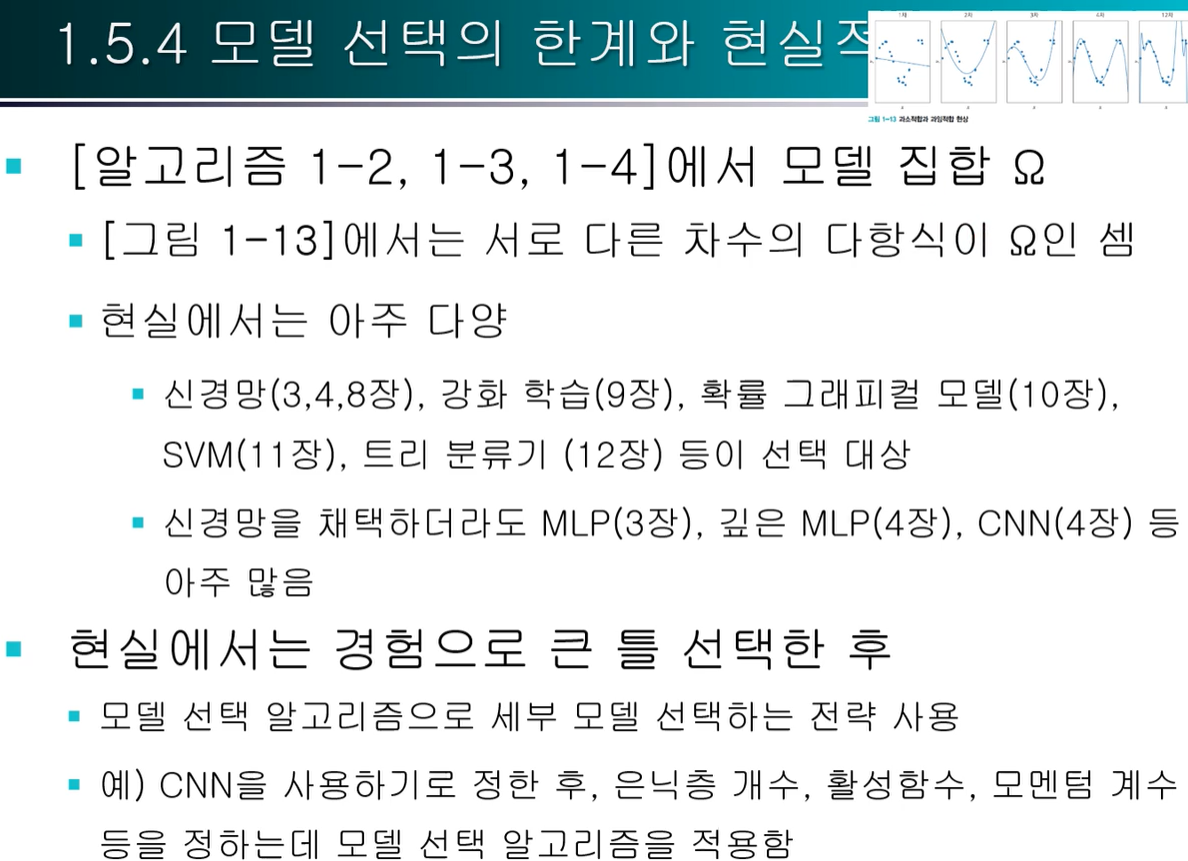 1.5.4 모델 선택의 한계와 현실적
1차 2차 3차 4차 12차
그림 1-13 과소적합과 과잉적합 현상
[알고리즘 1-2, 1-3, 1-4]에서 모델 집합 Ω
[그림 1-13]에서는 서로 다른 차수의 다항식이 Ω인 셈
현실에서는 아주 다양
신경망(3,4,8장), 강화 학습(9장), 확률 그래피컬 모델(10장),
SVM(11장), 트리 분류기 (12장) 등이 선택 대상
신경망을 채택하더라도 MLP(3장), 깊은 MLP(4장), CNN(4장) 등
아주 많음
현실에서는 경험으로 큰 틀 선택한 후
모델 선택 알고리즘으로 세부 모델 선택하는 전략 사용
예) CNN을 사용하기로 정한 후, 은닉층 개수, 활성함수, 모멘텀 계수
등을 정하는데 모델 선택 알고리즘을 적용함